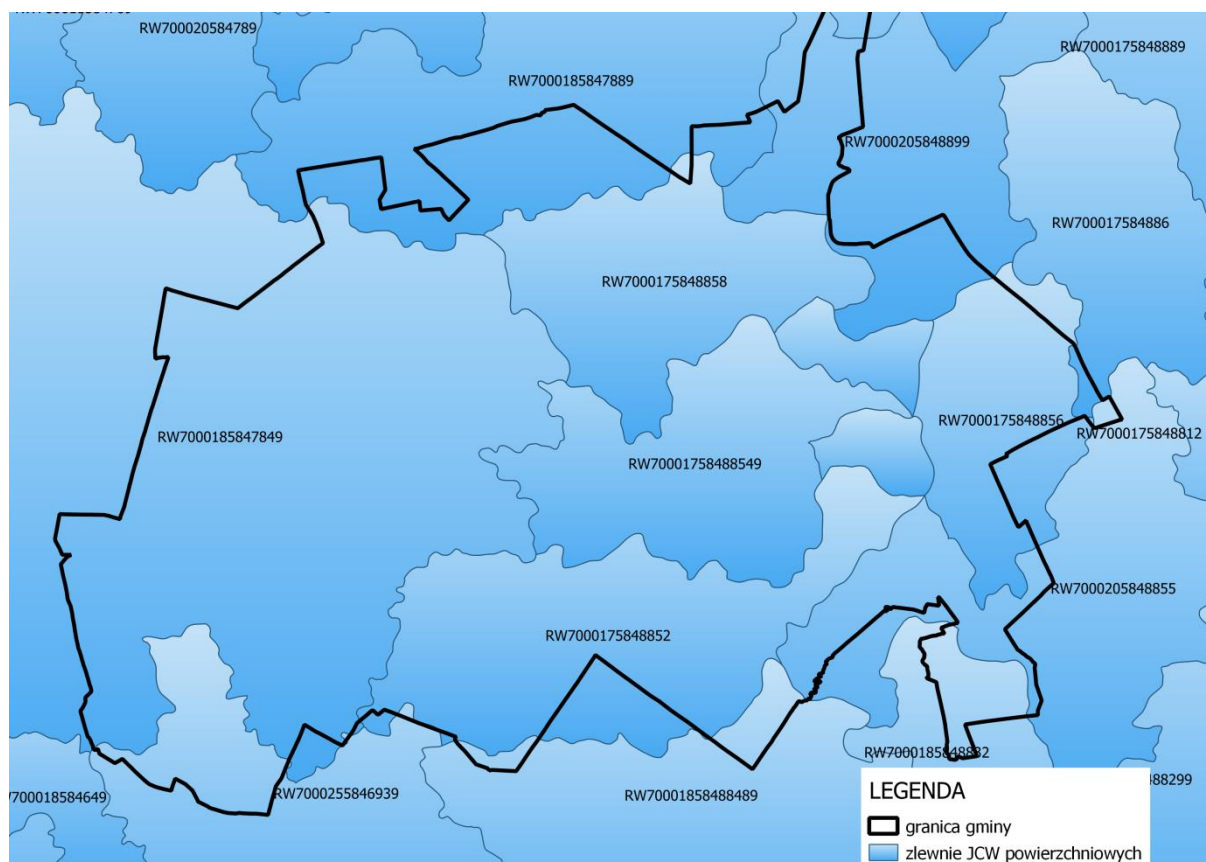 RW700020584789
RW7000175848889
RW7000185847889
RW7000205848899
RW700017584886
RW7000175848858
RW7000175848856
RW7000175848812
RW7000185847849
RW70001758488549
RW7000205848855
RW7000175848852
RW7000185848832
RW7000255846939
RW70001858488489
LEGENDA
granica gminy
zlewnie JCW powierzchniowych